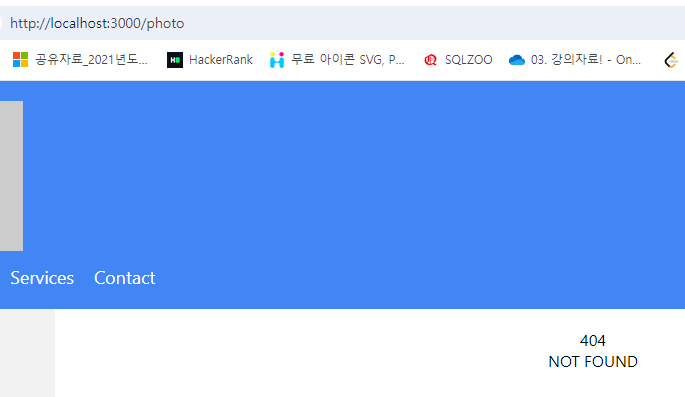 http://localhost:3000/photo
공유자료_2021년도... HackerRank 무료 아이콘 SVG, P... SQLZOO 03. 강의자료! - On...
Services Contact
404
NOT FOUND